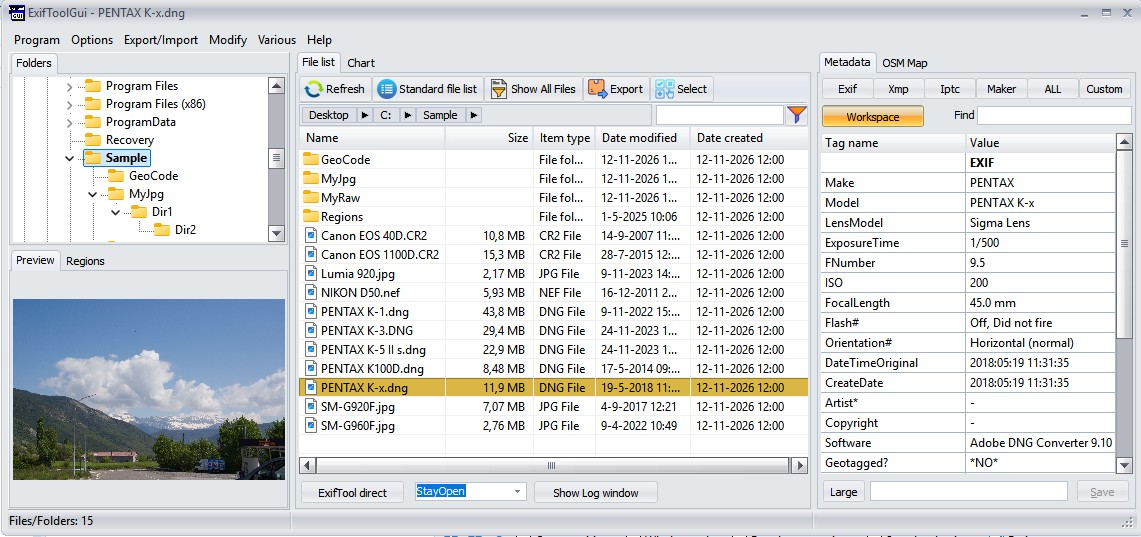 ExifToolGui - PENTAX K-x.dng
Program Options Export/Import Modify Various Help
Folders
Program Files
Program Files (x86)
ProgramData
Recovery
Sample
GeoCode
MyJpg
Dir1
Dir2
Preview Regions
File list Chart
Refresh Standard file list Show All Files Export Select
Desktop C: Sample
Name Size Item type Date modified Date created
GeoCode File fol... 12-11-2026 1... 12-11-2026 12:00
MyJpg File fol... 12-11-2026 1... 12-11-2026 12:00
MyRaw File fol... 12-11-2026 1... 12-11-2026 12:00
Regions File fol... 1-5-2025 10:06 12-11-2026 12:00
Canon EOS 40D.CR2 10,8 MB CR2 File 14-9-2007 11:... 12-11-2026 12:00
Canon EOS 1100D.CR2 15,3 MB CR2 File 28-7-2015 12:... 12-11-2026 12:00
Lumia 920.jpg 2,17 MB JPG File 9-11-2023 14:... 12-11-2026 12:00
NIKON D50.nef 5,93 MB NEF File 16-12-2011 2... 12-11-2026 12:00
PENTAX K-1.dng 43,8 MB DNG File 9-11-2022 15:... 12-11-2026 12:00
PENTAX K-3.DNG 29,4 MB DNG File 24-11-2023 1... 12-11-2026 12:00
PENTAX K-5 II s.dng 22,9 MB DNG File 24-11-2023 1... 12-11-2026 12:00
PENTAX K100D.dng 8,48 MB DNG File 17-5-2014 09:... 12-11-2026 12:00
PENTAX K-x.dng 11,9 MB DNG File 19-5-2018 11:... 12-11-2026 12:00
SM-G920F.jpg 7,07 MB JPG File 4-9-2017 12:21 12-11-2026 12:00
SM-G960F.jpg 2,76 MB JPG File 9-4-2022 10:49 12-11-2026 12:00
ExifTool direct StayOpen Show Log window
Metadata OSM Map
Exif Xmp Iptc Maker ALL Custom
Workspace Find
Tag name Value
EXIF
Make PENTAX
Model PENTAX K-x
LensModel Sigma Lens
ExposureTime 1/500
FNumber 9.5
ISO 200
FocalLength 45.0 mm
Flash# Off, Did not fire
Orientation# Horizontal (normal)
DateTimeOriginal 2018:05:19 11:31:35
CreateDate 2018:05:19 11:31:35
Artist* -
Copyright -
Software Adobe DNG Converter 9.10
Geotagged? *NO*
Large Save
Files/Folders: 15